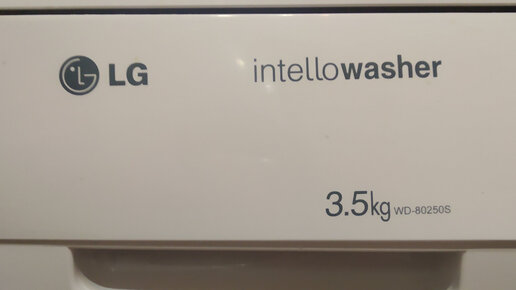 LG intellowasher
3.5kg WD-80250S